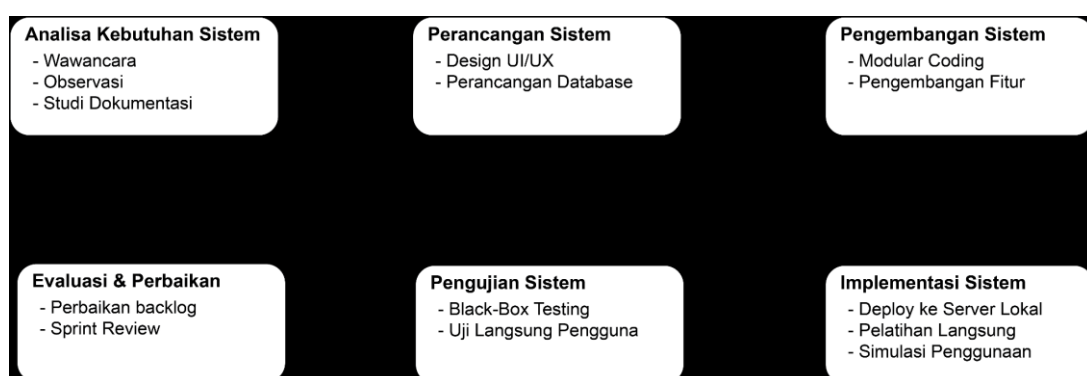 Analisa Kebutuhan Sistem
- Wawancara
- Observasi
- Studi Dokumentasi
Perancangan Sistem
- Design UI/UX
- Perancangan Database
Pengembangan Sistem
- Modular Coding
- Pengembangan Fitur
Evaluasi & Perbaikan
- Perbaikan backlog
- Sprint Review
Pengujian Sistem
- Black-Box Testing
- Uji Langsung Pengguna
Implementasi Sistem
- Deploy ke Server Lokal
- Pelatihan Langsung
- Simulasi Penggunaan